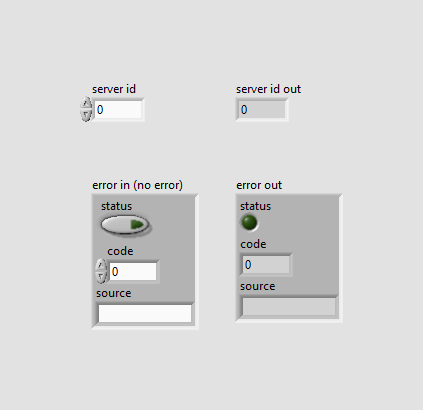 server id
server id out
0
0
error in (no error)
error out
status
status
code
code
0
0
source
source